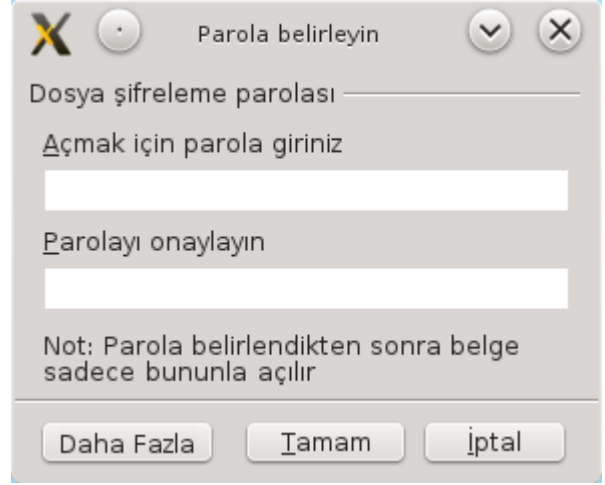 Parola belirleyin
Dosya şifreleme parolası
Açmak için parola giriniz
Parolayı onaylayın
Not: Parola belirlendikten sonra belge
sadece bununla açılır
Daha Fazla Tamam İptal